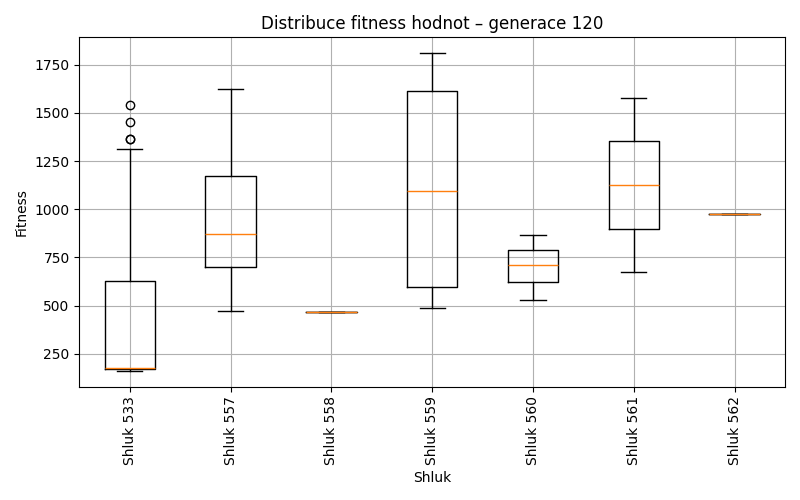 Distribuce fitness hodnot – generace 120
1750
1500
1250
1000
750
500
250
Fitness
Shluk 533
Shluk 557
Shluk 558
Shluk 559
Shluk 560
Shluk 561
Shluk 562
Shluk